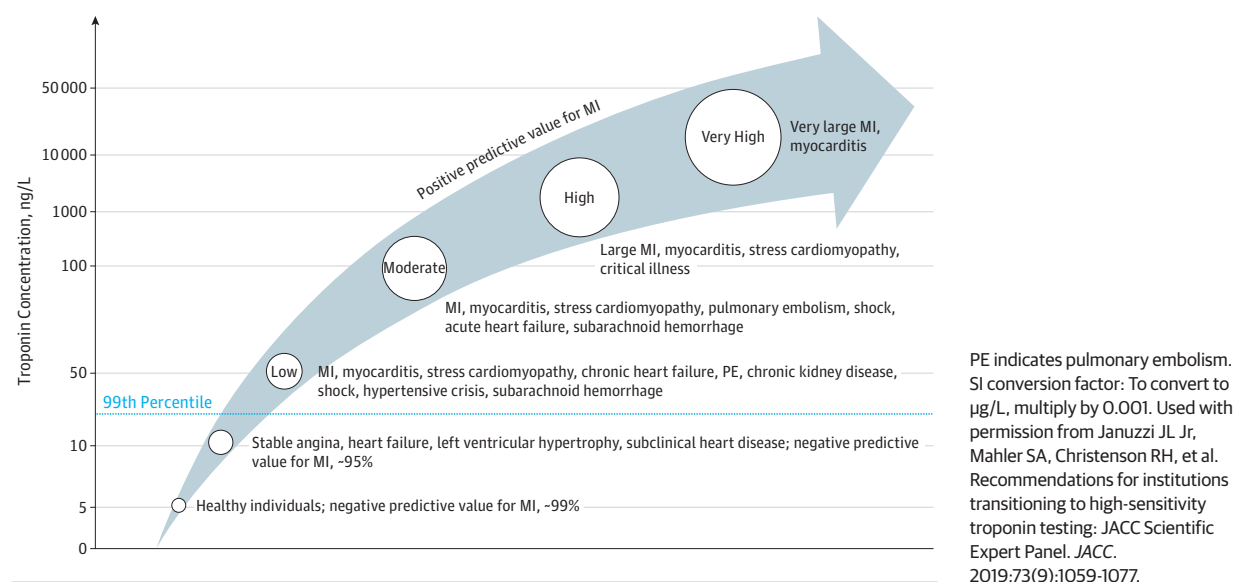 50000
10000
1000
100
50
10
5
0
Troponin Concentration, ng/L
Positive predictive value for MI
Very High
Very large MI,
myocarditis
High
Large MI, myocarditis, stress cardiomyopathy,
critical illness
Moderate
MI, myocarditis, stress cardiomyopathy, pulmonary embolism, shock,
acute heart failure, subarachnoid hemorrhage
Low
MI, myocarditis, stress cardiomyopathy, chronic heart failure, PE, chronic kidney disease,
shock, hypertensive crisis, subarachnoid hemorrhage
99th Percentile
Stable angina, heart failure, left ventricular hypertrophy, subclinical heart disease; negative predictive
value for MI, ~95%
Healthy individuals; negative predictive value for MI, ~99%
PE indicates pulmonary embolism.
SI conversion factor: To convert to
μg/L, multiply by 0.001. Used with
permission from Januzzi JL Jr,
Mahler SA, Christenson RH, et al.
Recommendations for institutions
transitioning to high-sensitivity
troponin testing: JACC Scientific
Expert Panel. JACC.
2019;73(9):1059-1077.